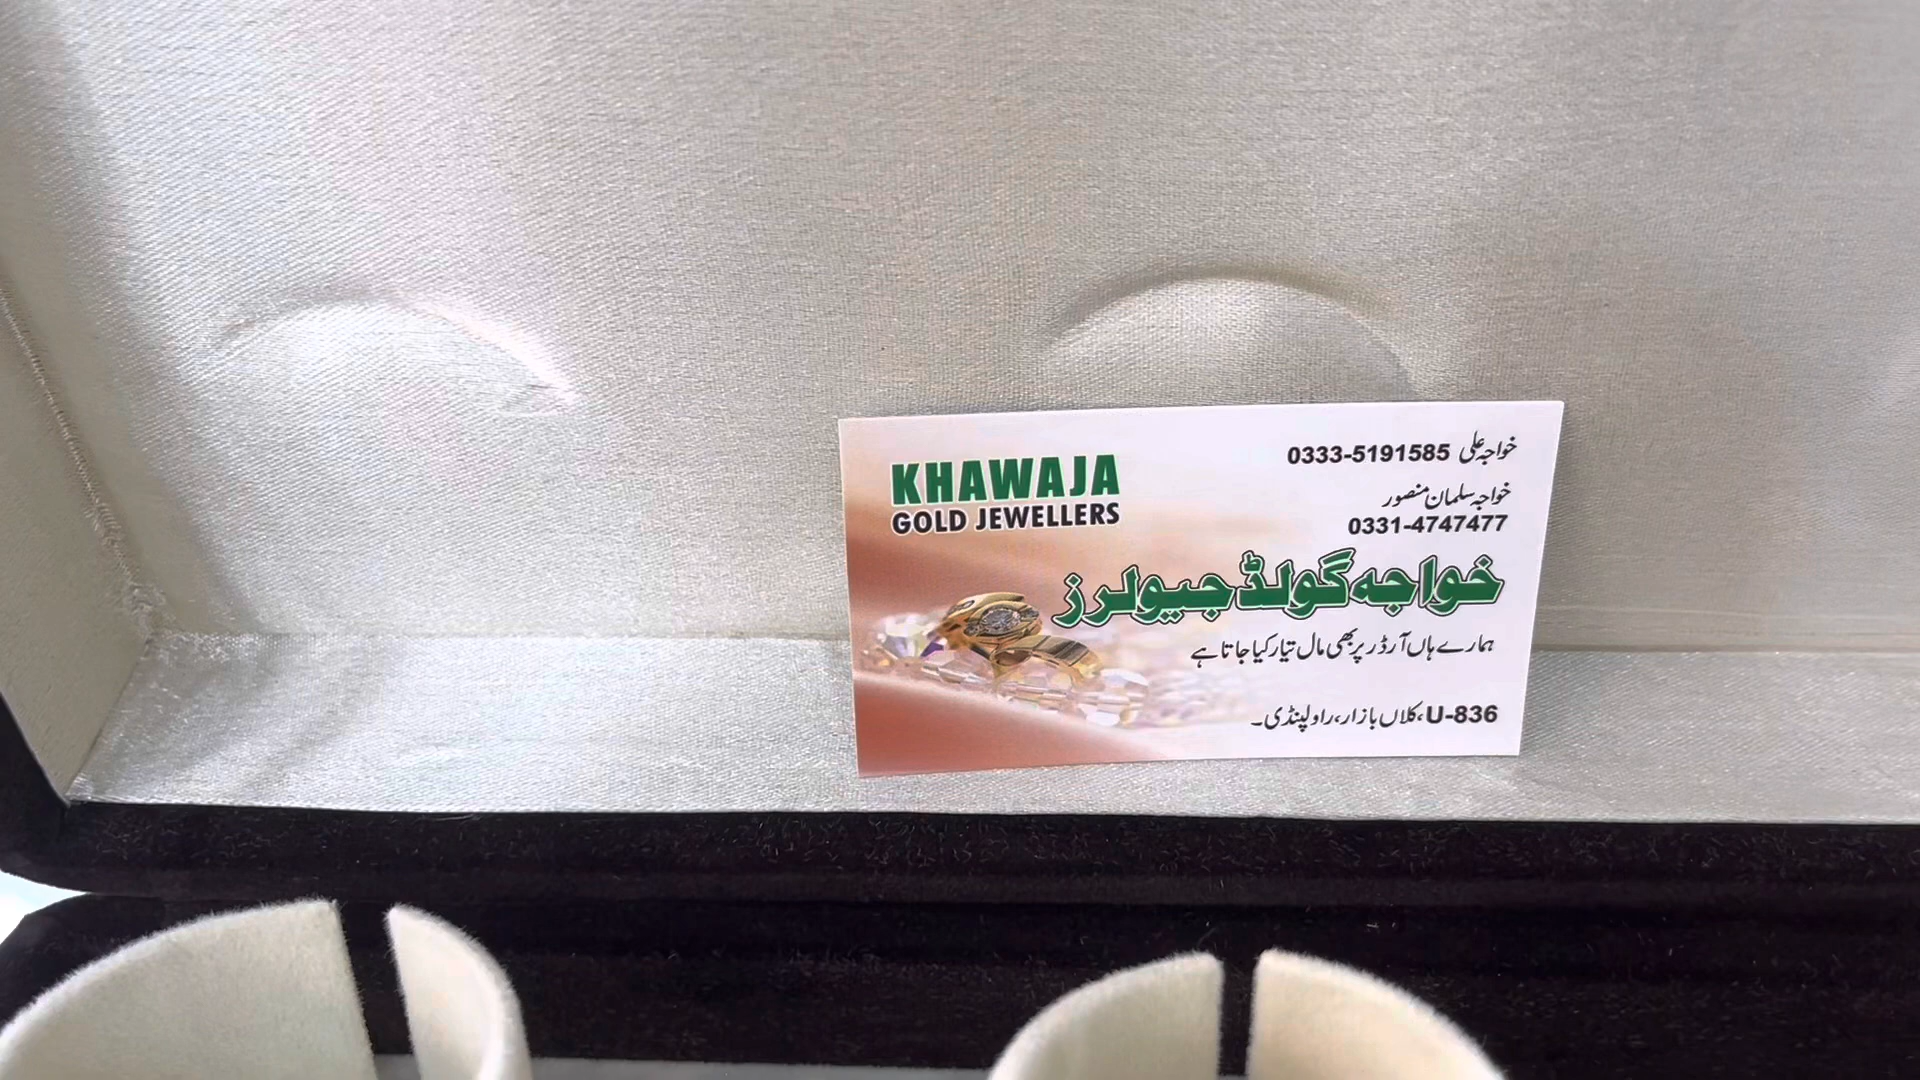 KHAWAJA
GOLD JEWELLERS
خواجہ علی 0333-5191585
خواجہ سلمان منصور
0331-4747477
خواجہ گولڈ جیولرز
ہمارے ہاں آرڈر پر بھی مال تیار کیا جاتا ہے
U-836، کلاں بازار، راولپنڈی۔